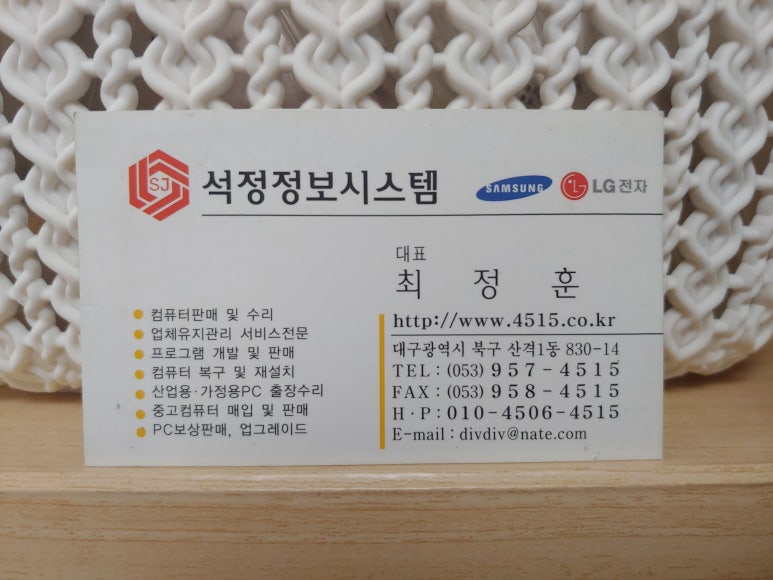 SJ 석정정보시스템 SAMSUNG LG전자
대표
최 정 훈
컴퓨터판매 및 수리
업체유지관리 서비스전문
프로그램 개발 및 판매
컴퓨터 복구 및 재설치
산업용·가정용PC 출장수리
중고컴퓨터 매입 및 판매
PC보상판매, 업그레이드
http://www.4515.co.kr
대구광역시 북구 산격1동 830-14
TEL : (053) 957-4515
FAX : (053) 958-4515
H·P : 010-4506-4515
E-mail : divdiv@nate.com